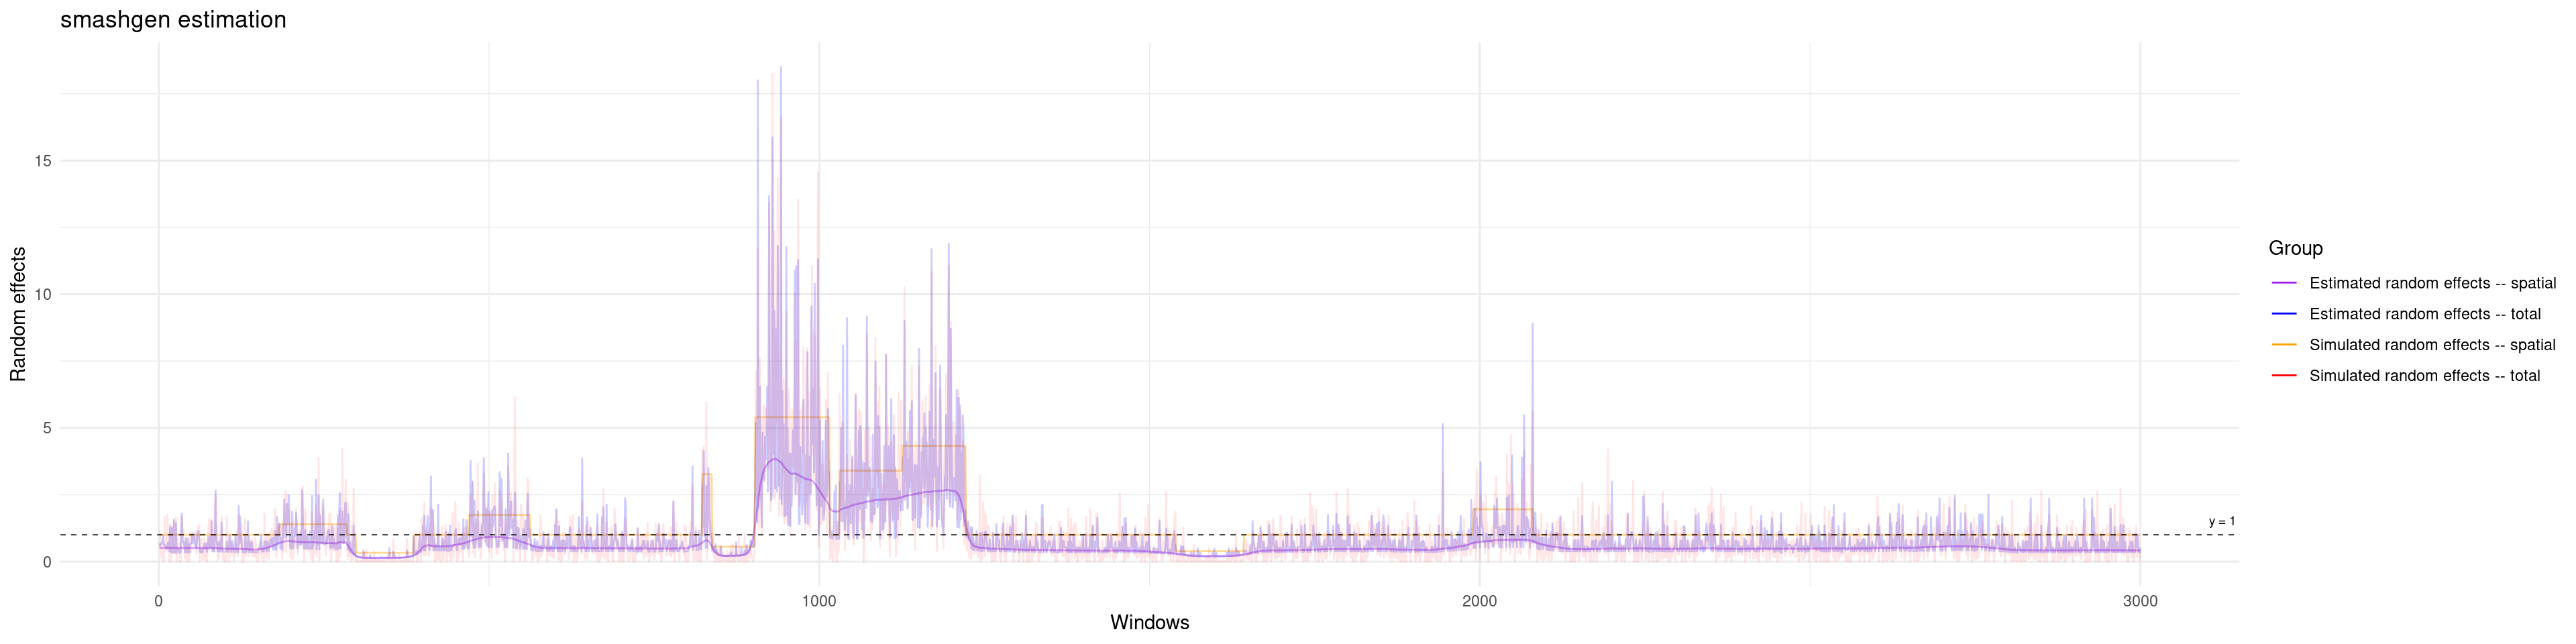 smashgen estimation
Random effects
15
10
5
0
y = 1
0
1000
2000
3000
Windows
Group
Estimated random effects -- spatial
Estimated random effects -- total
Simulated random effects -- spatial
Simulated random effects -- total